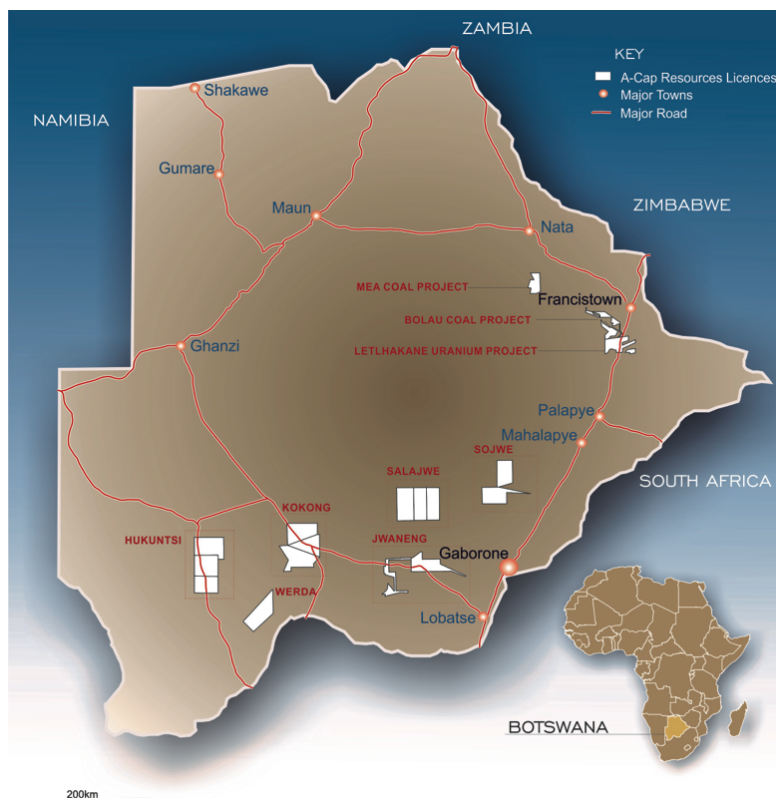 ZAMBIA
KEY
A-Cap Resources Licences
Major Towns
Major Road
NAMIBIA
Shakawe
Gumare
Maun
Nata
ZIMBABWE
MEA COAL PROJECT
Francistown
BOLAU COAL PROJECT
LETLHAKANE URANIUM PROJECT
Ghanzi
Palapye
Mahalapye
SOJWE
SALAJWE
SOUTH AFRICA
KOKONG
HUKUNTSI
JWANENG
Gaborone
WERDA
Lobatse
BOTSWANA
200km